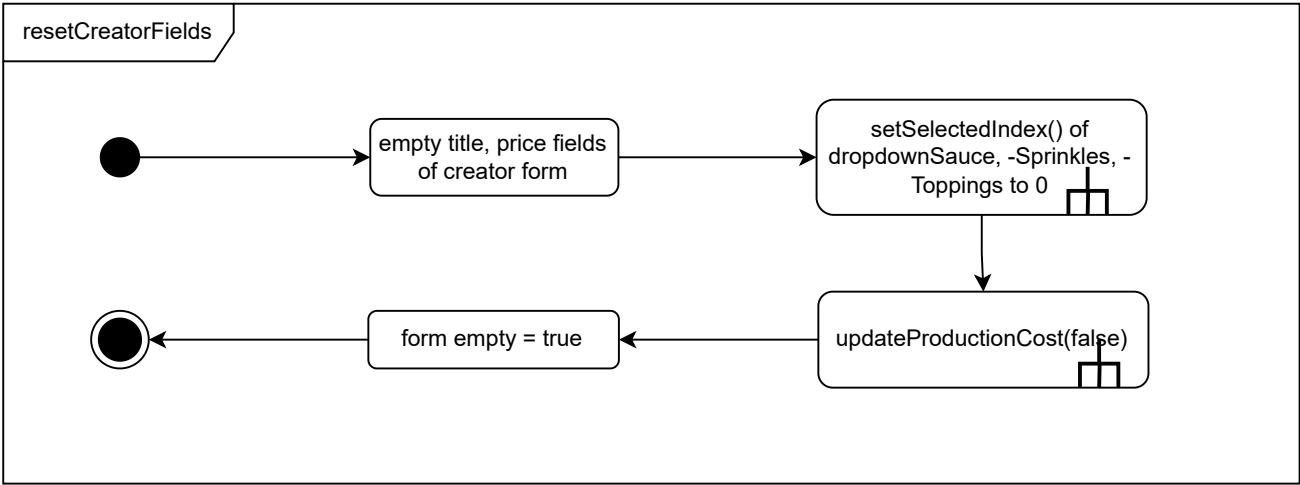 resetCreatorFields
empty title, price fields
of creator form
setSelectedIndex() of
dropdownSauce, -Sprinkles, -
Toppings to 0
updateProductionCost(false)
form empty = true